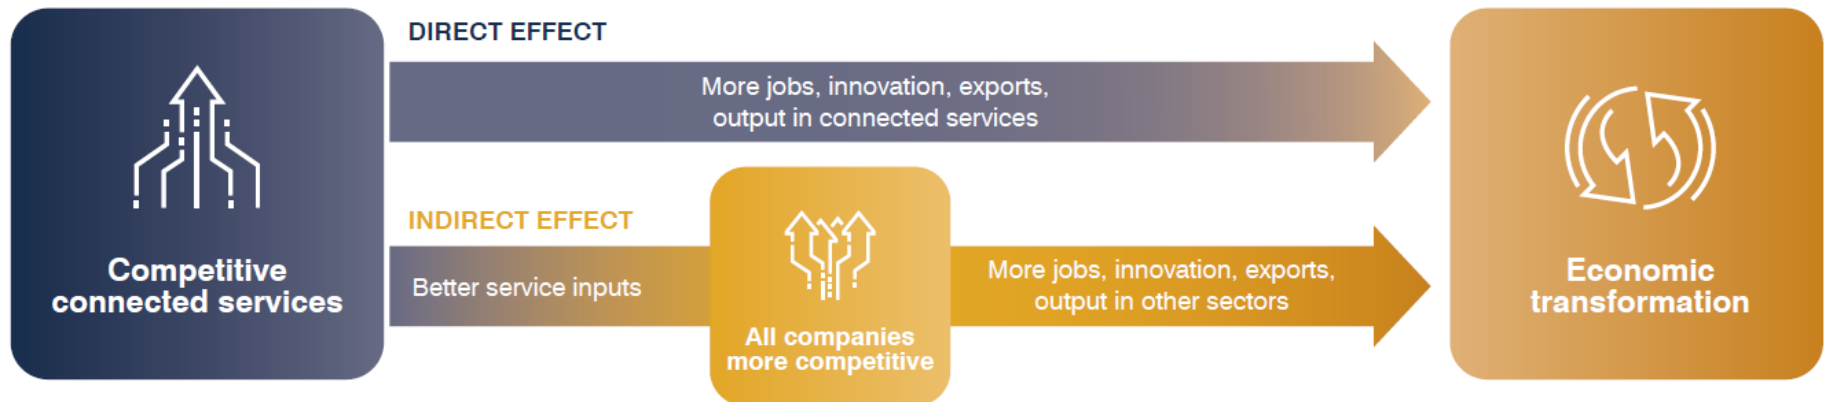 DIRECT EFFECT
More jobs, innovation, exports,
output in connected services
Competitive
connected services
INDIRECT EFFECT
Better service inputs
All companies
more competitive
More jobs, innovation, exports,
output in other sectors
Economic
transformation